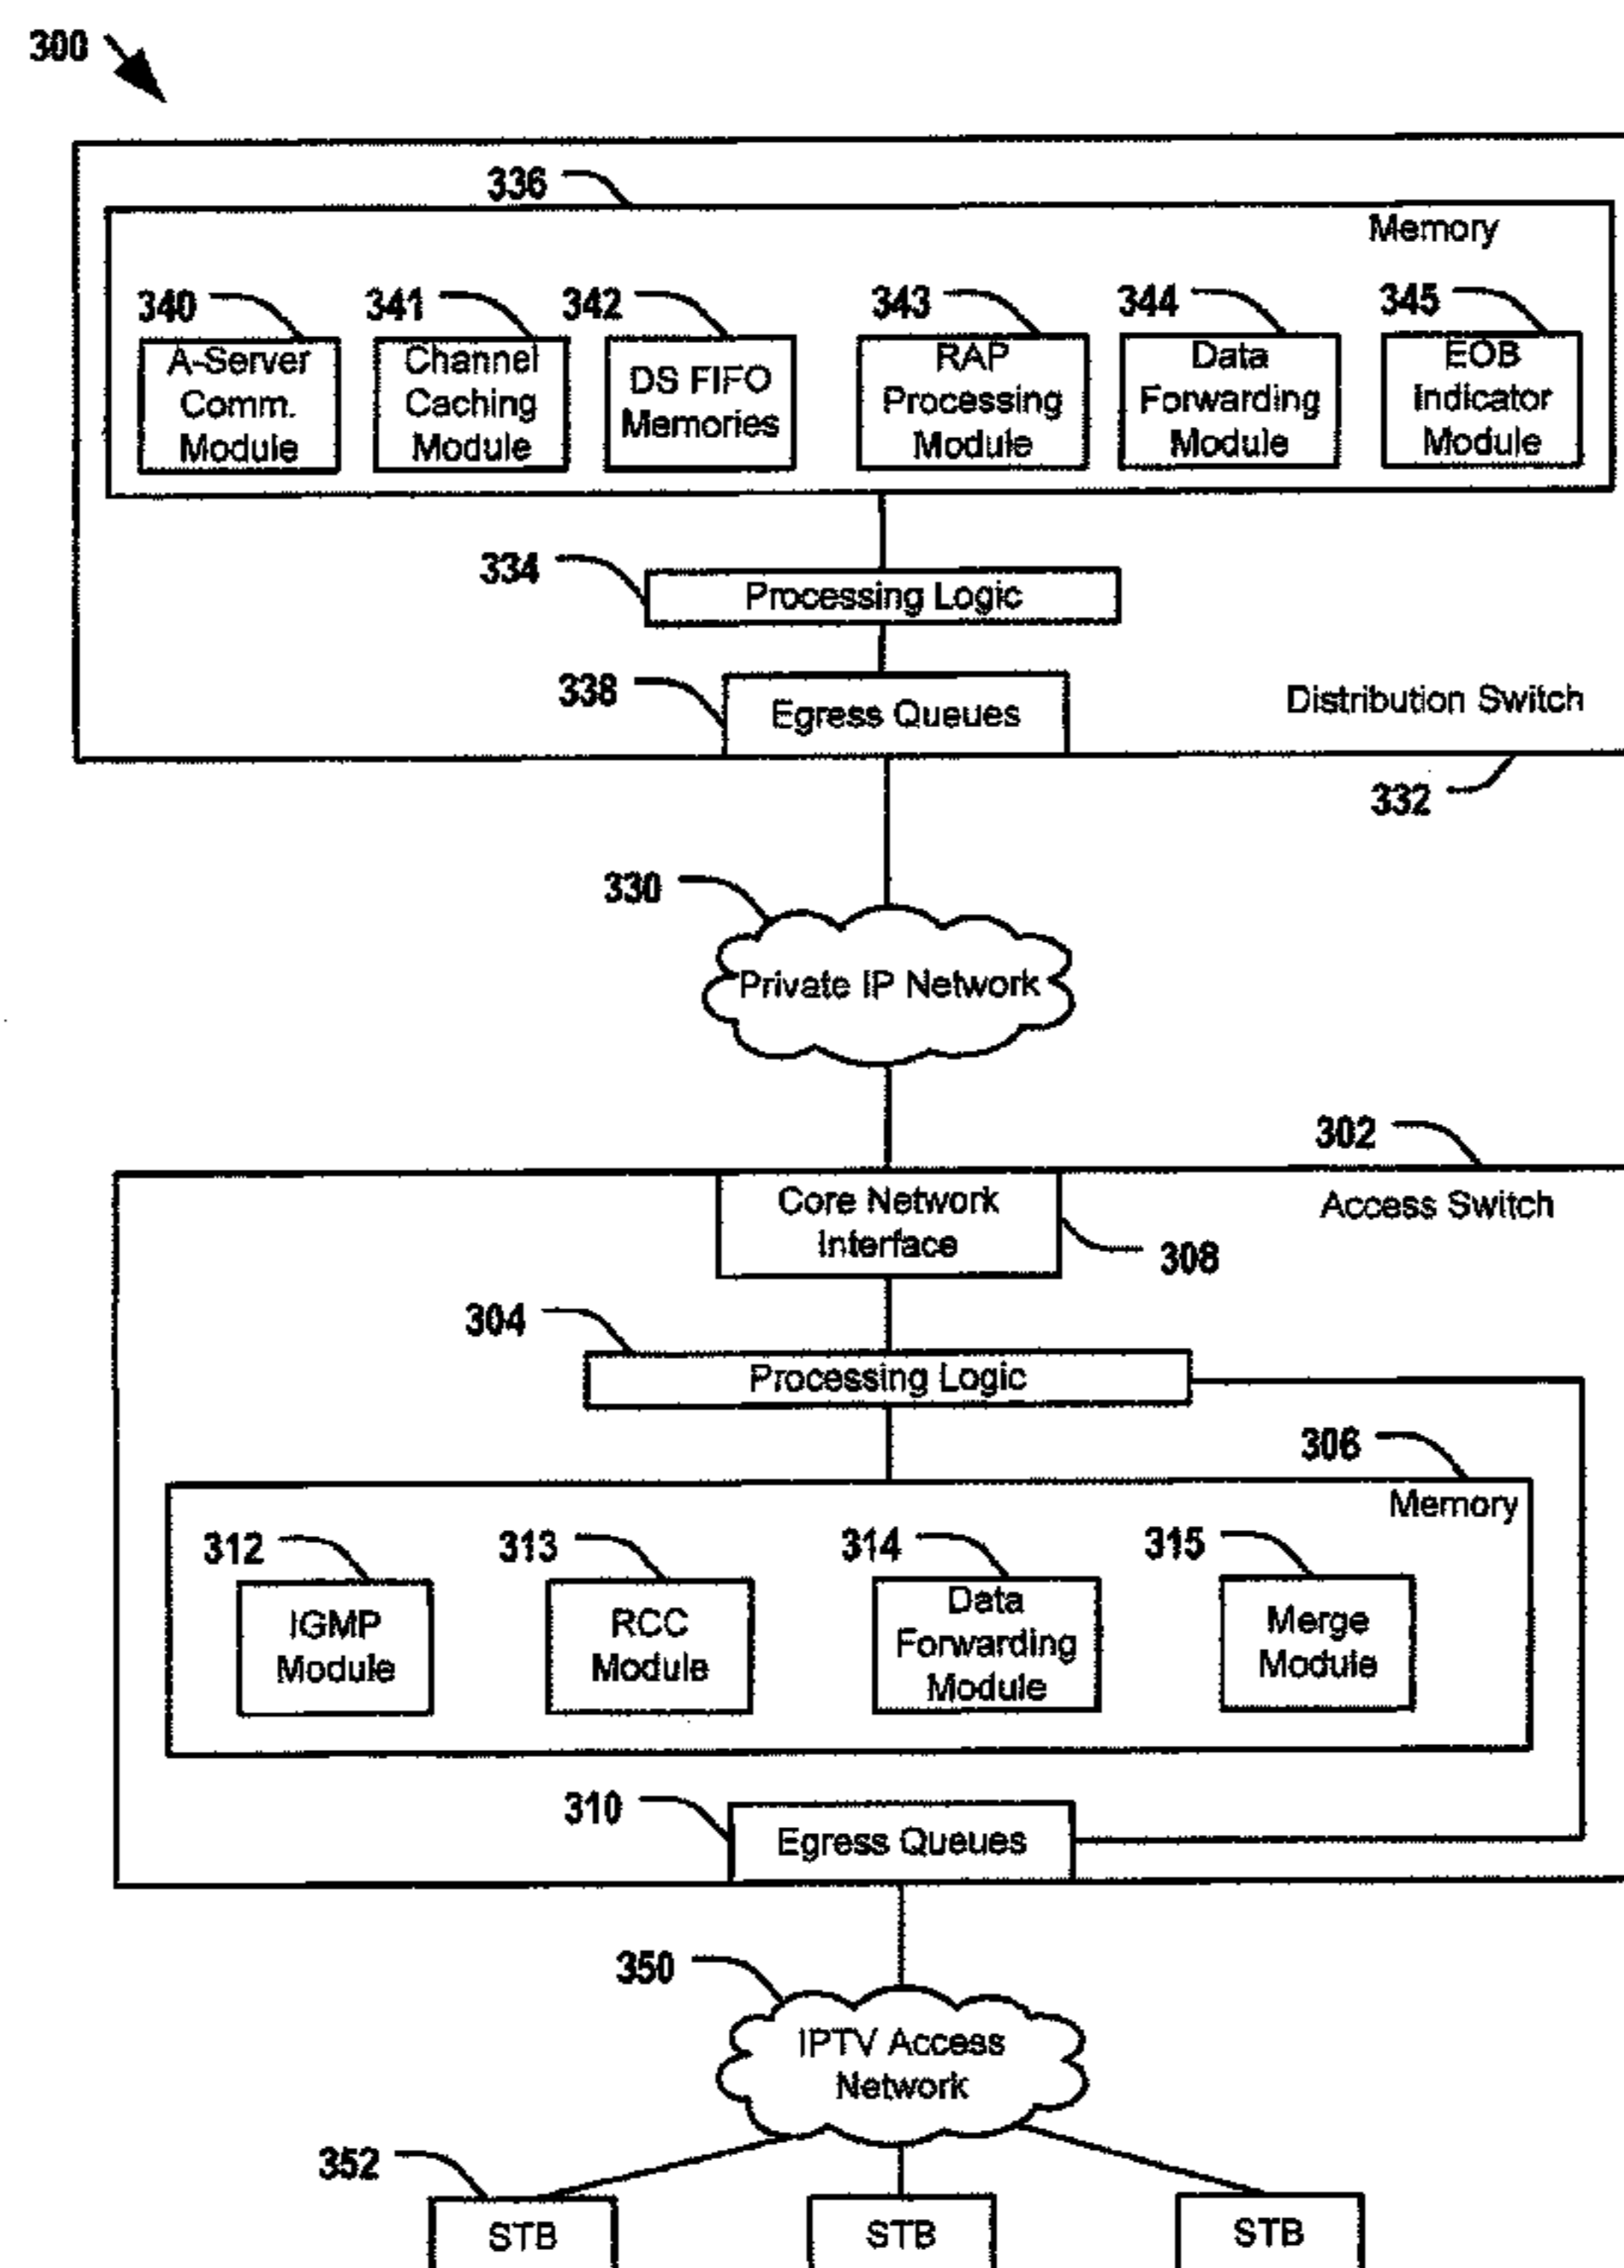 300
336
Memory
340 341 342 343 344 345
A-Server
Comm.
Module
Channel
Caching
Module
DS FIFO
Memories
RAP
Processing
Module
Data
Forwarding
Module
EOB
Indicator
Module
334
Processing Logic
338
Egress Queues
Distribution Switch
332
330
Private IP Network
302
Core Network
Interface
Access Switch
308
304
Processing Logic
306
Memory
312 313 314 315
IGMP
Module
RCC
Module
Data
Forwarding
Module
Merge
Module
310
Egress Queues
350
IPTV Access
Network
352
STB STB STB